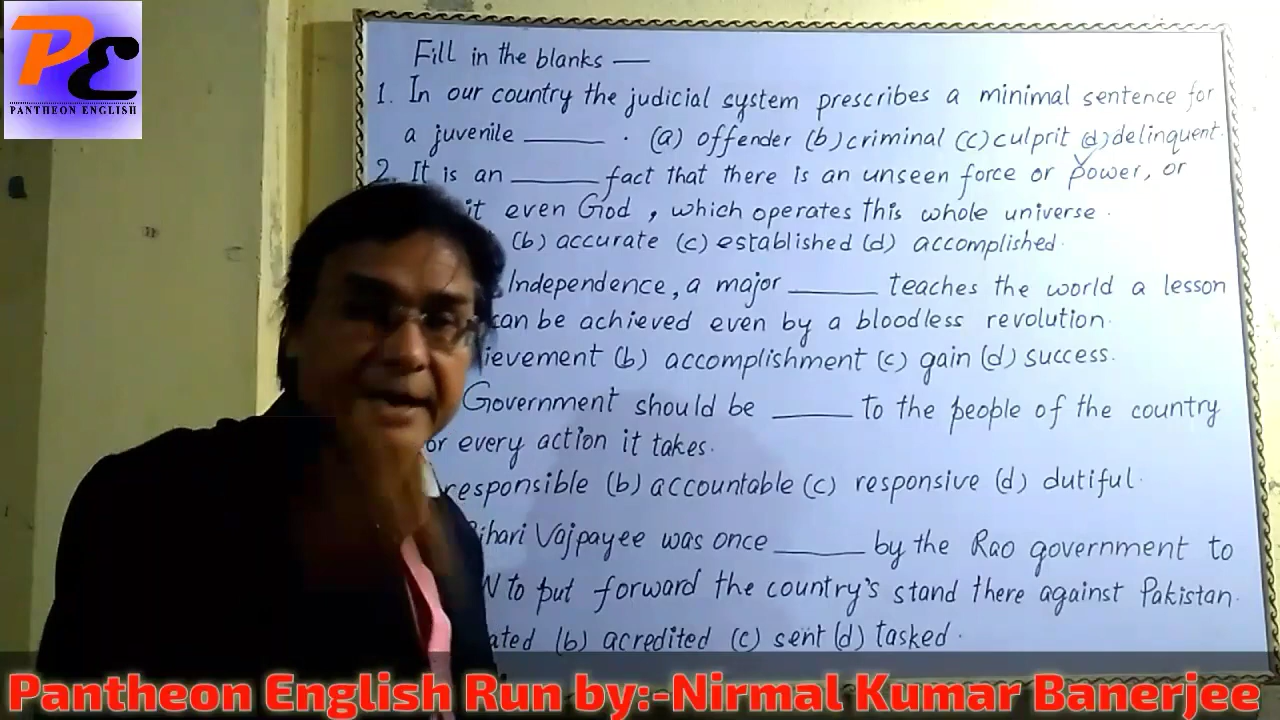 PE
PANTHEON ENGLISH
Fill in the blanks —
1. In our country the judicial system prescribes a minimal sentence for
a juvenile ______ . (a) offender (b) criminal (c) culprit (d) delinquent.
2. It is an ______ fact that there is an unseen force or power, or
it even God, which operates this whole universe.
(b) accurate (c) established (d) accomplished.
Independence, a major ______ teaches the world a lesson
can be achieved even by a bloodless revolution.
(b) accomplishment (c) gain (d) success.
Government should be ______ to the people of the country
every action it takes.
responsible (b) accountable (c) responsive (d) dutiful.
Vajpayee was once ______ by the Rao government to
to put forward the country's stand there against Pakistan.
(b) acredited (c) sent (d) tasked.
Pantheon English Run by:-Nirmal Kumar Banerjee